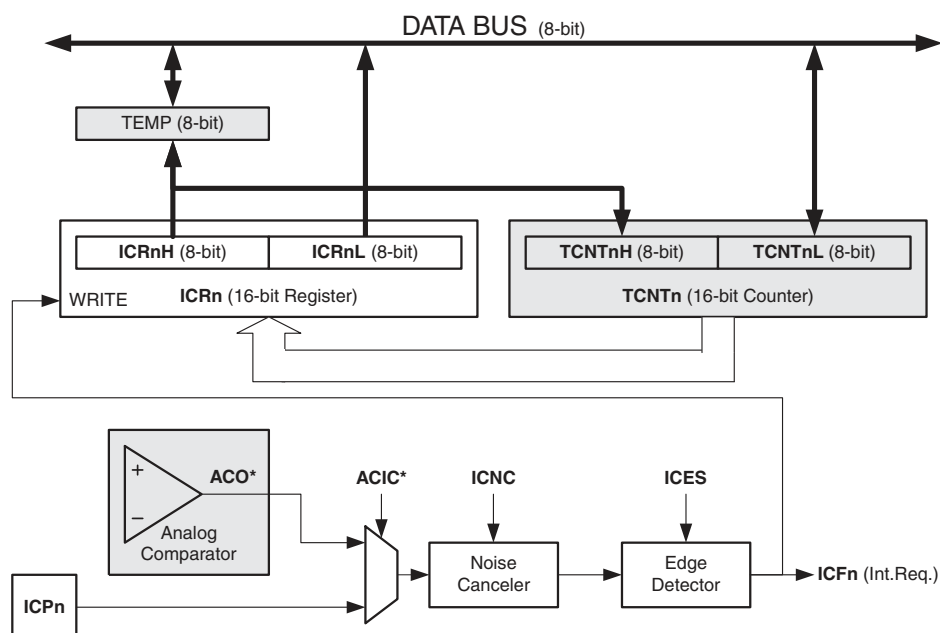 DATA BUS (8-bit)
TEMP (8-bit)
ICRnH (8-bit)
ICRnL (8-bit)
TCNTnH (8-bit)
TCNTnL (8-bit)
WRITE
ICRn (16-bit Register)
TCNTn (16-bit Counter)
+
−
ACO*
Analog
Comparator
ACIC*
ICNC
ICES
Noise
Canceler
Edge
Detector
ICFn (Int.Req.)
ICPn